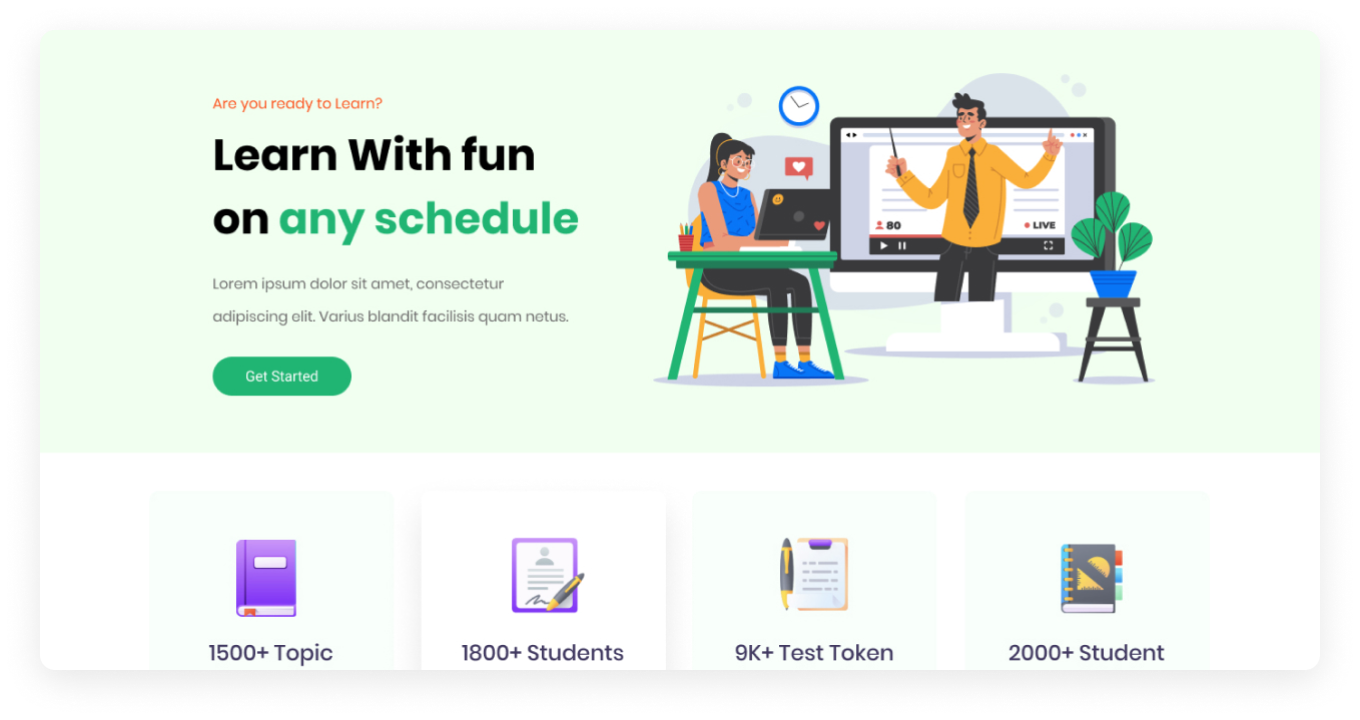 Are you ready to Learn?
Learn With fun
on any schedule
Lorem ipsum dolor sit amet, consectetur
adipiscing elit. Varius blandit facilisis quam netus.
Get Started
80
LIVE
1500+ Topic
1800+ Students
9K+ Test Token
2000+ Student